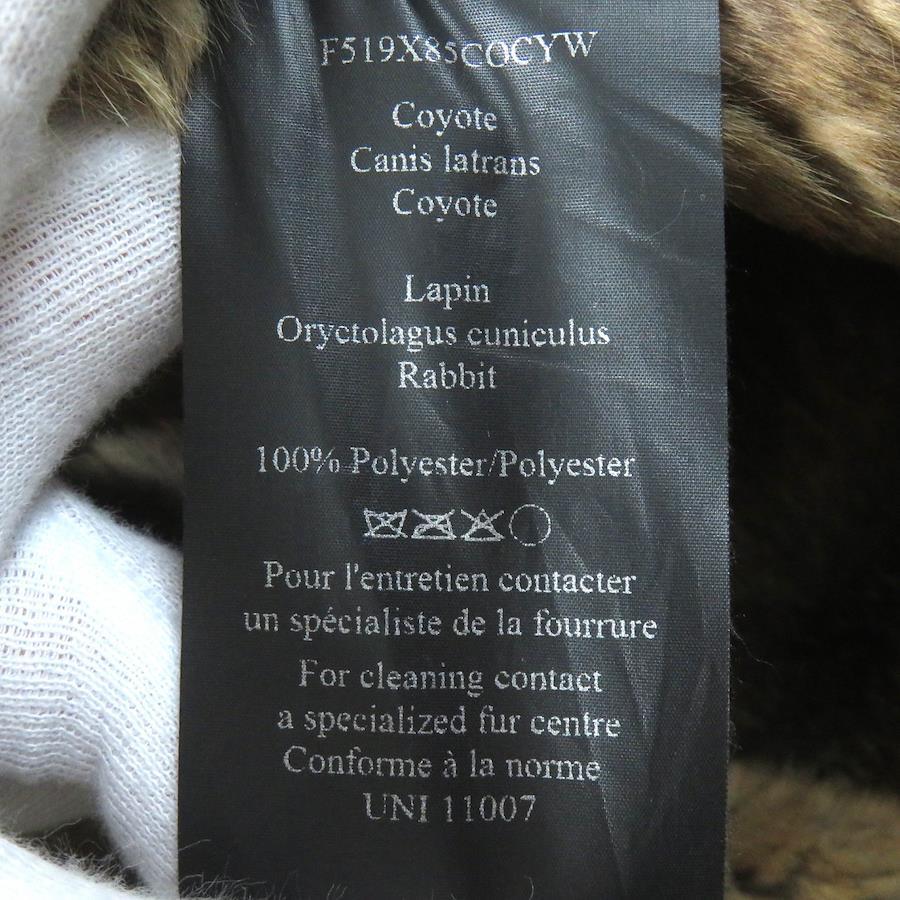 F519X85COCYW
Coyote
Canis latrans
Coyote
Lapin
Oryctolagus cuniculus
Rabbit
100% Polyester/Polyester
Pour l'entretien contacter
un spécialiste de la fourrure
For cleaning contact
a specialized fur centre
Conforme à la norme
UNI 11007